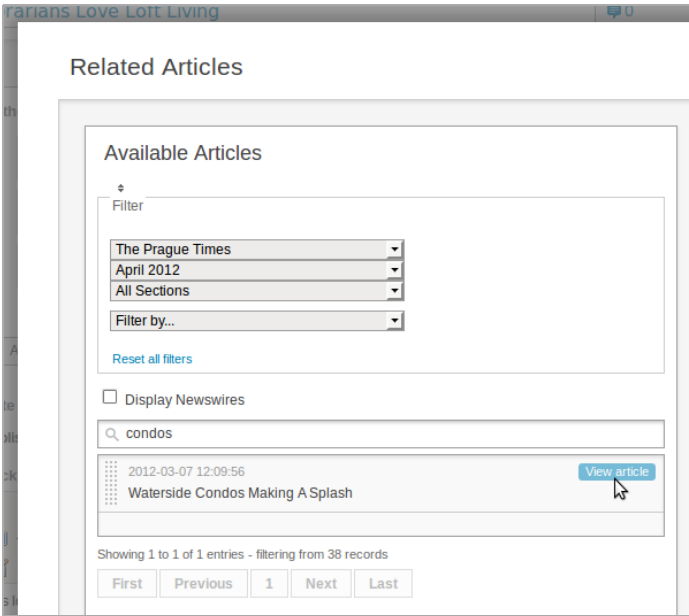 rarians Love Loft Living 0
Related Articles
th
Available Articles
Filter
The Prague Times
April 2012
All Sections
Filter by...
Reset all filters
Display Newswires
condos
2012-03-07 12:09:56 View article
Waterside Condos Making A Splash
Showing 1 to 1 of 1 entries - filtering from 38 records
First Previous 1 Next Last